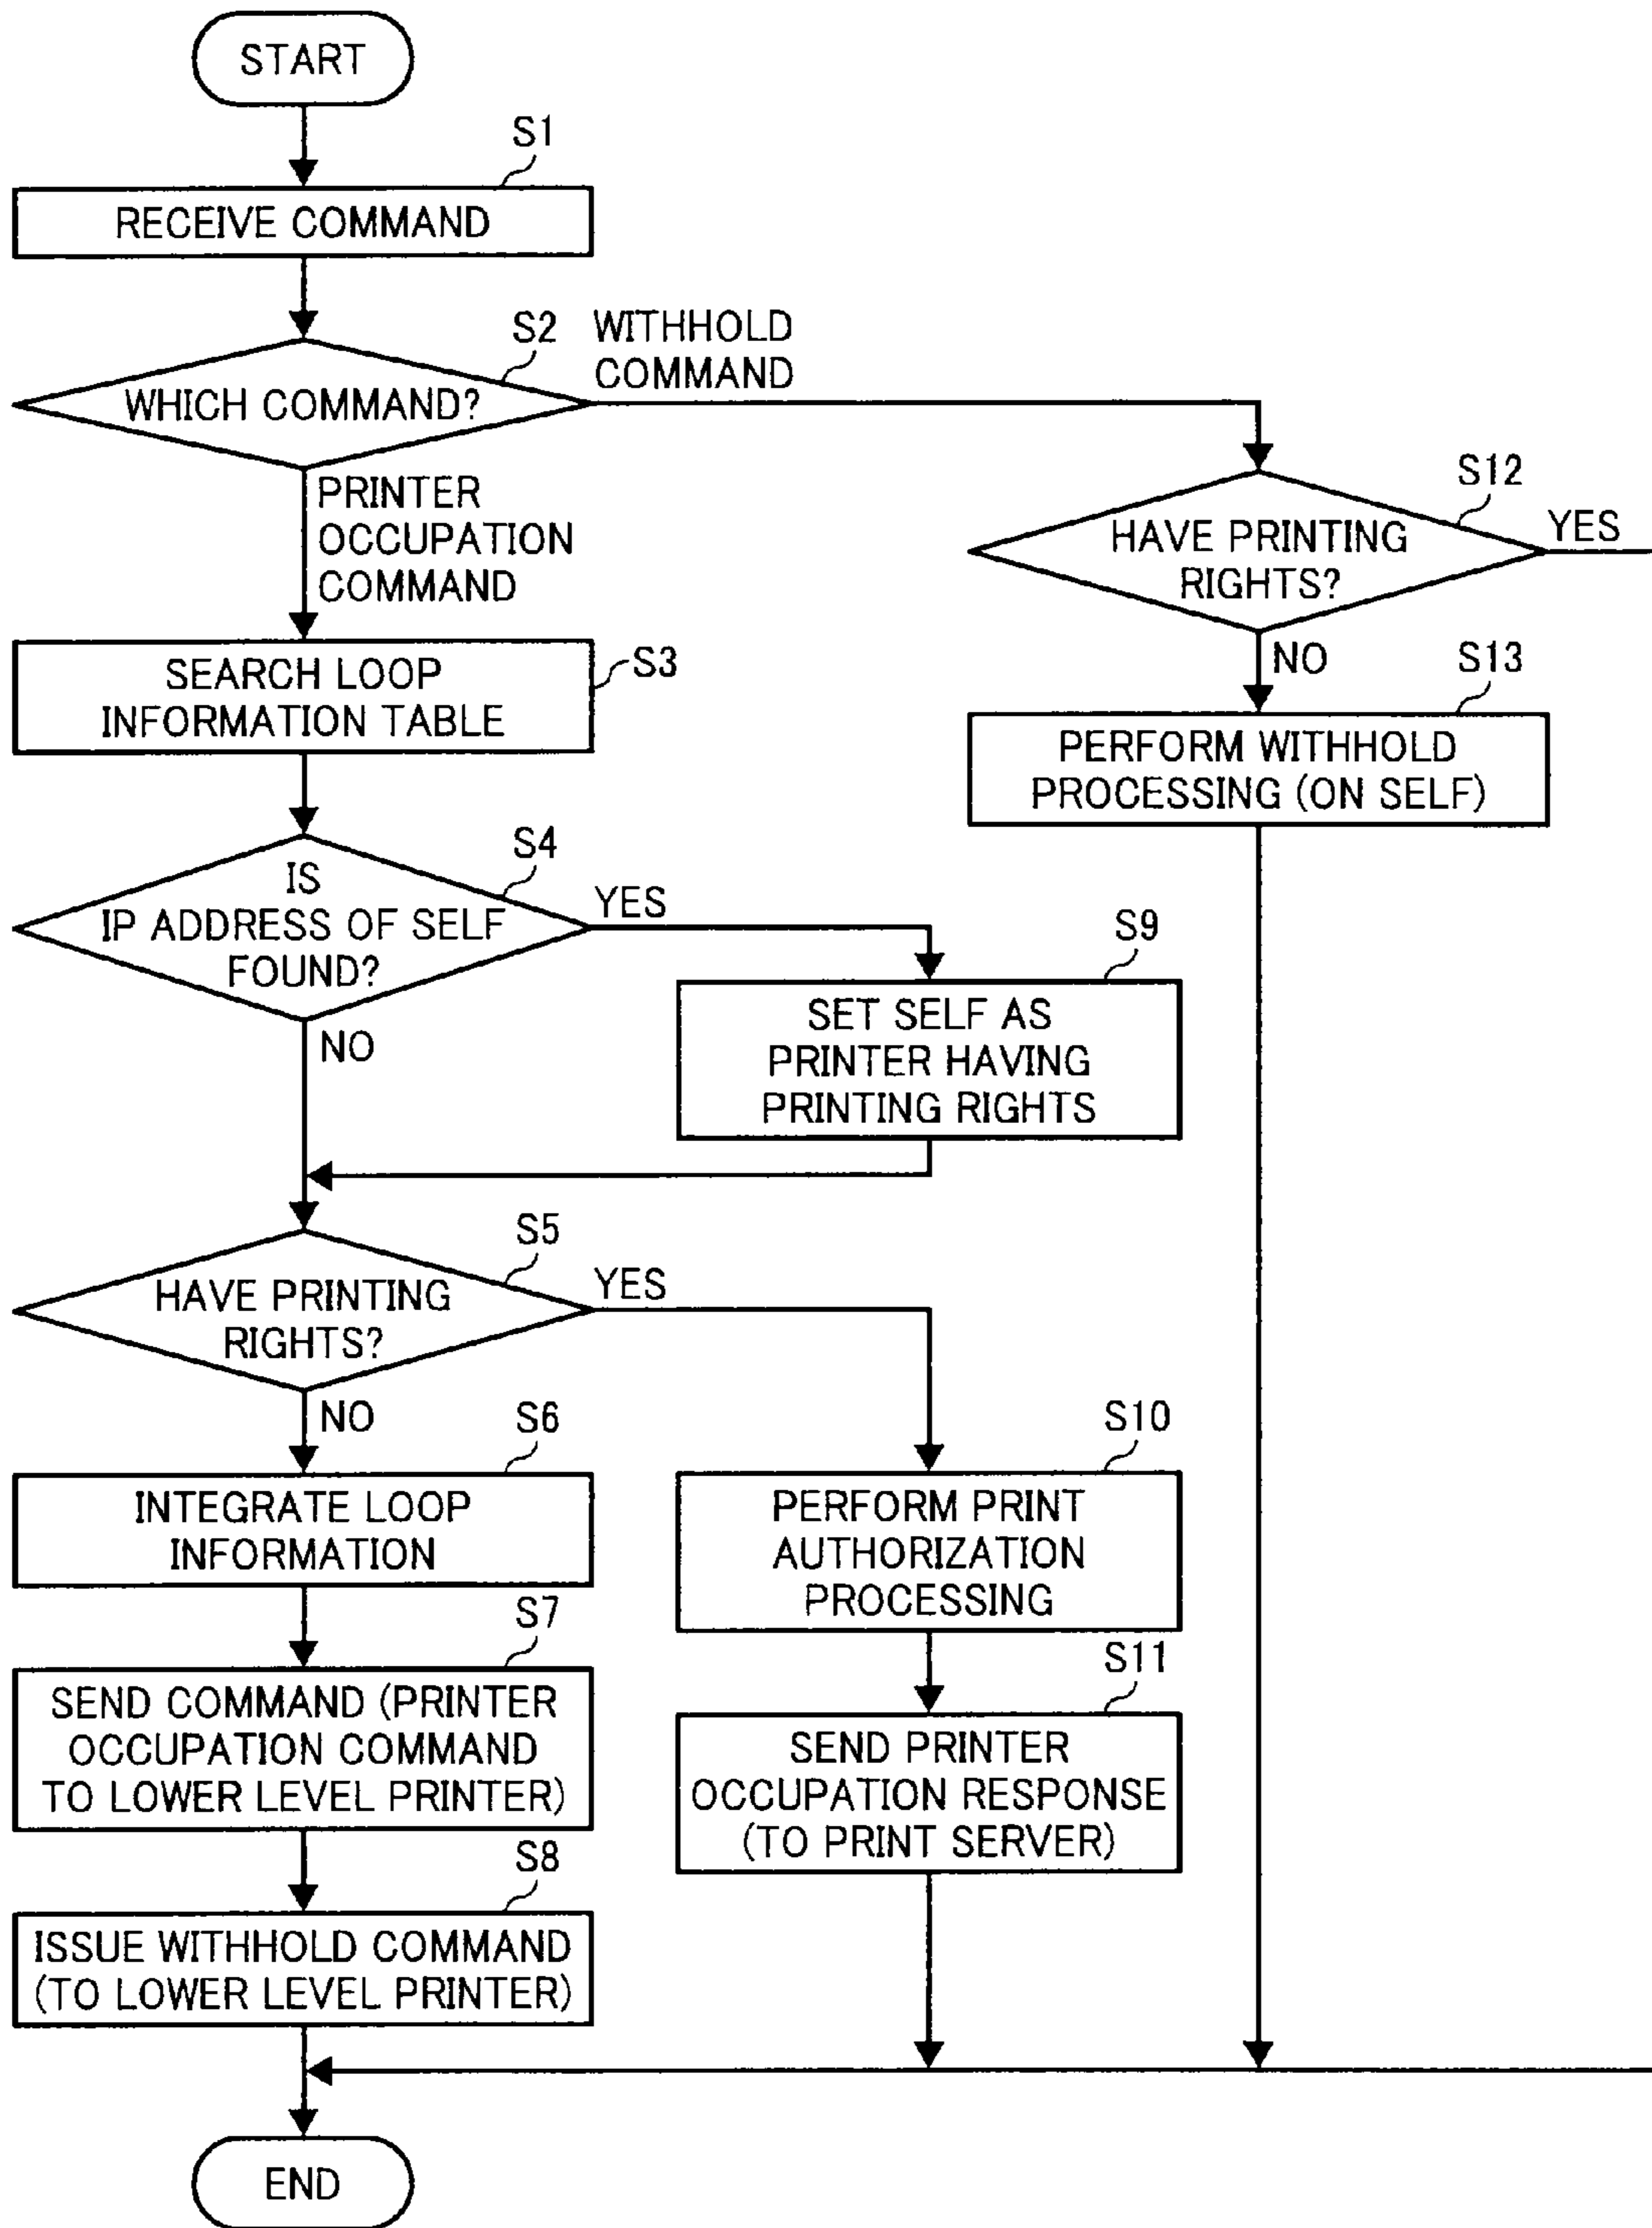 START
S1
RECEIVE COMMAND
S2
WITHHOLD
COMMAND
WHICH COMMAND?
PRINTER
OCCUPATION
COMMAND
S12
HAVE PRINTING
RIGHTS?
YES
NO
S13
PERFORM WITHHOLD
PROCESSING (ON SELF)
SEARCH LOOP
INFORMATION TABLE
S3
S4
IS
IP ADDRESS OF SELF
FOUND?
YES
NO
S9
SET SELF AS
PRINTER HAVING
PRINTING RIGHTS
S5
HAVE PRINTING
RIGHTS?
YES
NO
S6
INTEGRATE LOOP
INFORMATION
S10
PERFORM PRINT
AUTHORIZATION
PROCESSING
S7
SEND COMMAND (PRINTER
OCCUPATION COMMAND
TO LOWER LEVEL PRINTER)
S11
SEND PRINTER
OCCUPATION RESPONSE
(TO PRINT SERVER)
S8
ISSUE WITHHOLD COMMAND
(TO LOWER LEVEL PRINTER)
END